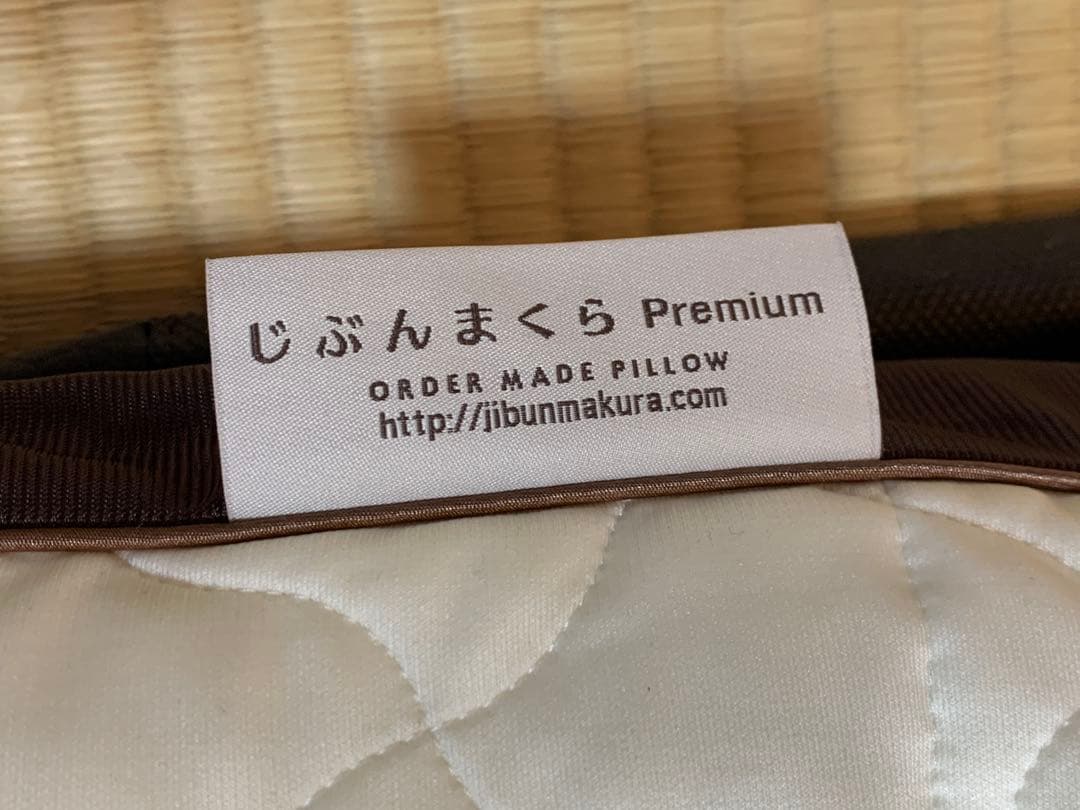 じぶんまくら Premium
ORDER MADE PILLOW
http://jibunmakura.com